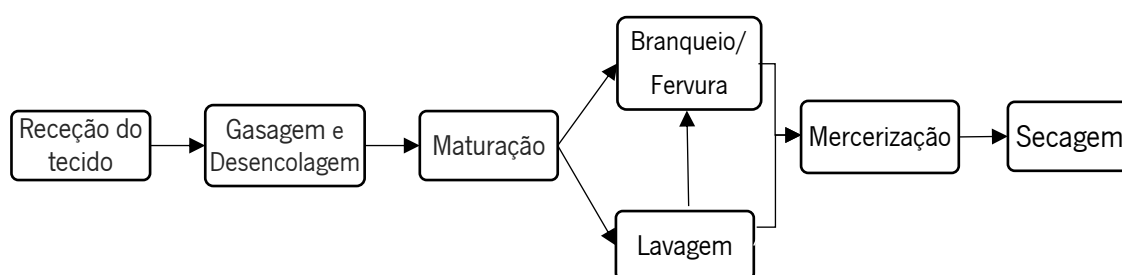 Receção do
tecido
Gasagem e
Desencolagem
Maturação
Branqueio/
Fervura
Lavagem
Mercerização
Secagem